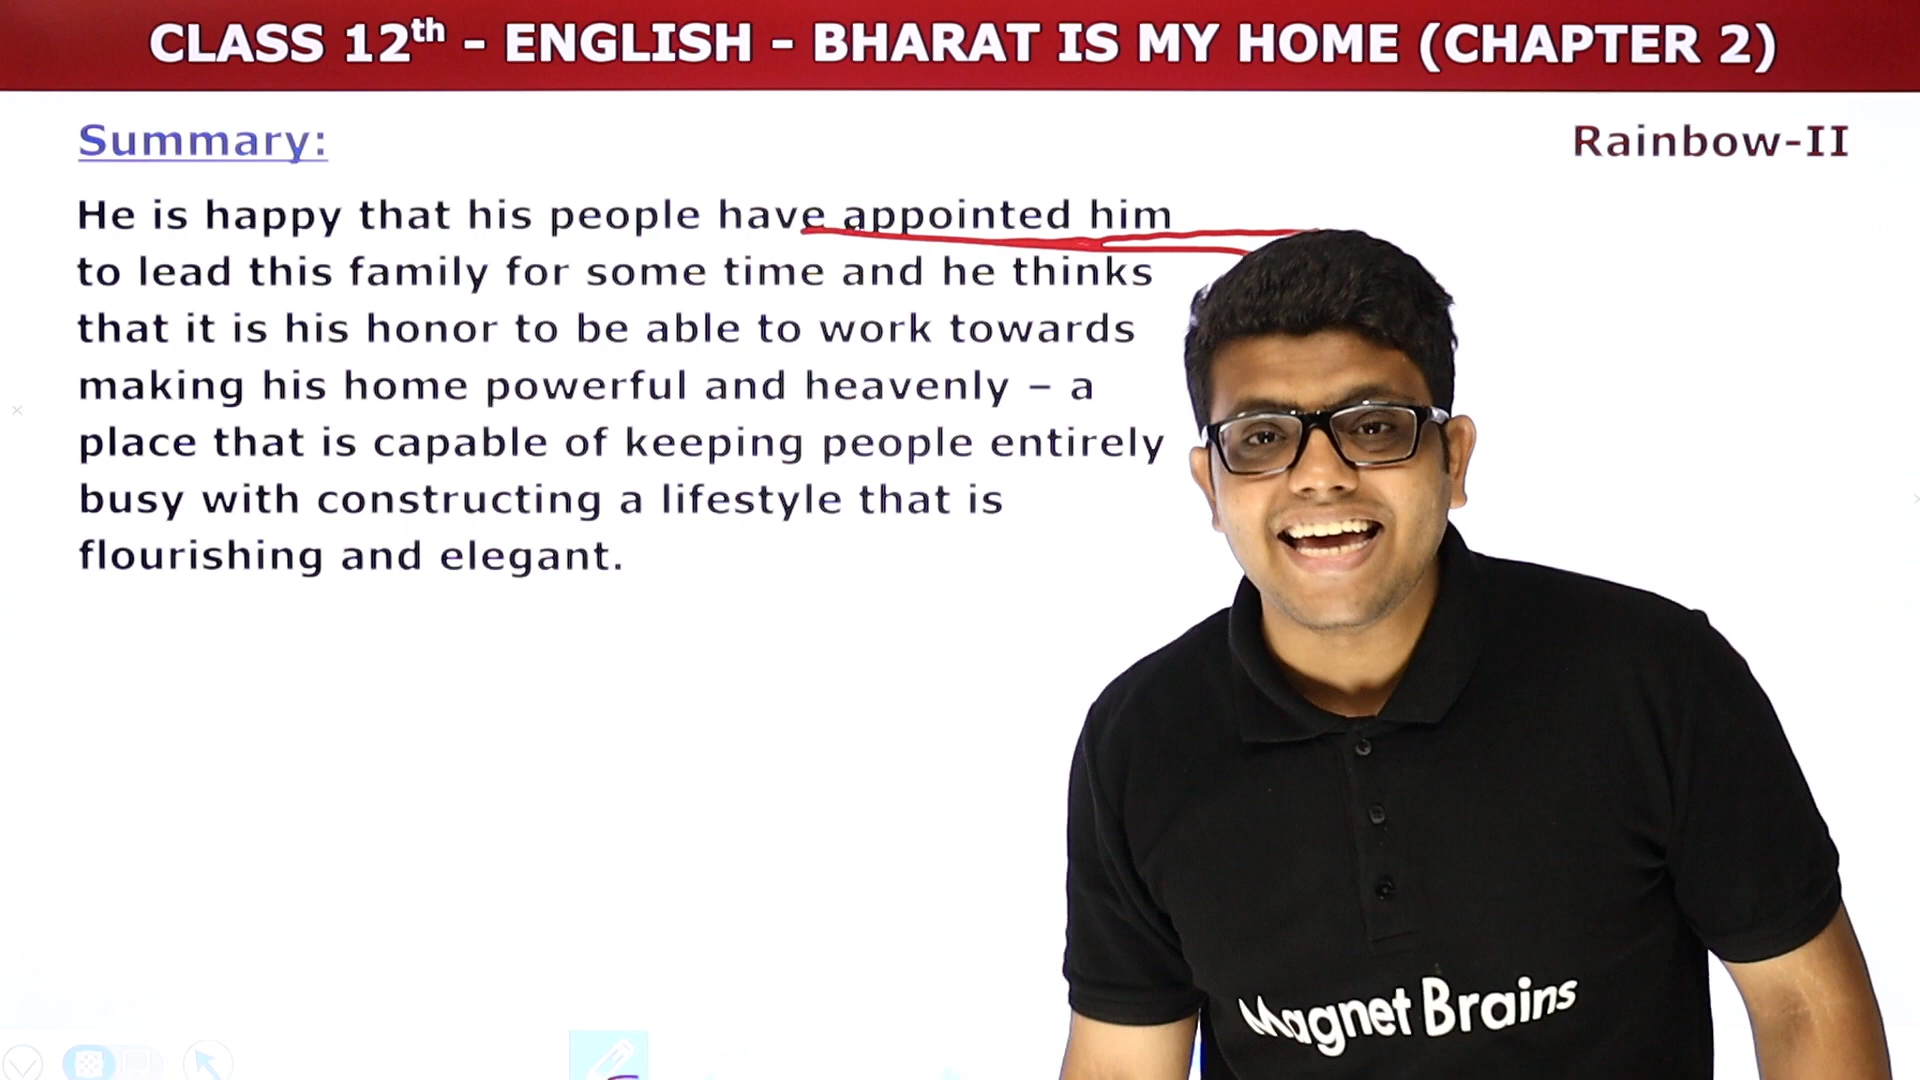 CLASS 12th - ENGLISH - BHARAT IS MY HOME (CHAPTER 2)
Summary:
Rainbow-II
He is happy that his people have appointed him
to lead this family for some time and he thinks
that it is his honor to be able to work towards
making his home powerful and heavenly – a
place that is capable of keeping people entirely
busy with constructing a lifestyle that is
flourishing and elegant.
Magnet Brains